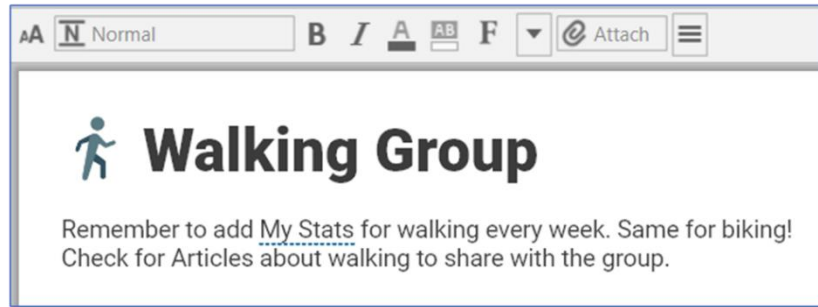 AA N Normal B I A AB F Attach
Walking Group
Remember to add My Stats for walking every week. Same for biking!
Check for Articles about walking to share with the group.